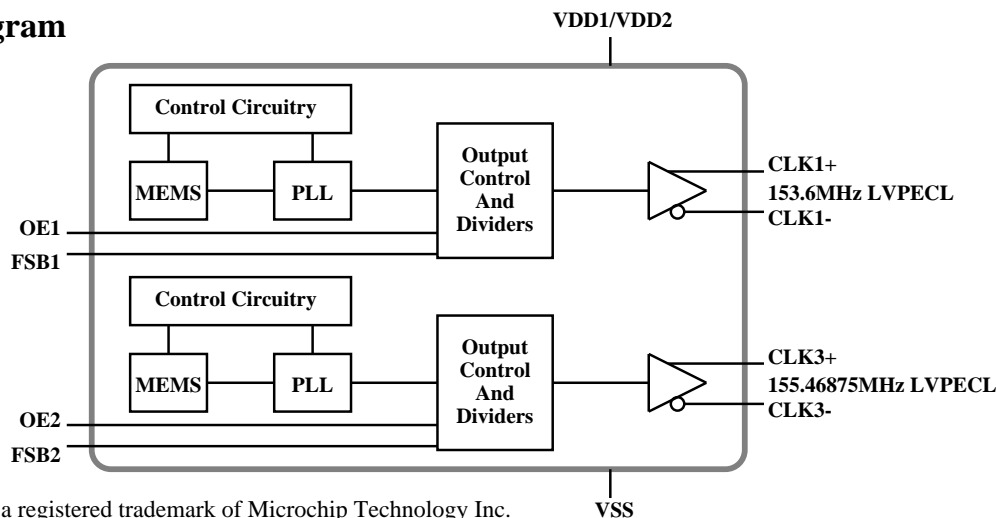 gram
VDD1/VDD2
Control Circuitry
MEMS
PLL
Output
Control
And
Dividers
CLK1+
153.6MHz LVPECL
CLK1-
OE1
FSB1
Control Circuitry
MEMS
PLL
Output
Control
And
Dividers
CLK3+
155.46875MHz LVPECL
CLK3-
OE2
FSB2
a registered trademark of Microchip Technology Inc.
VSS